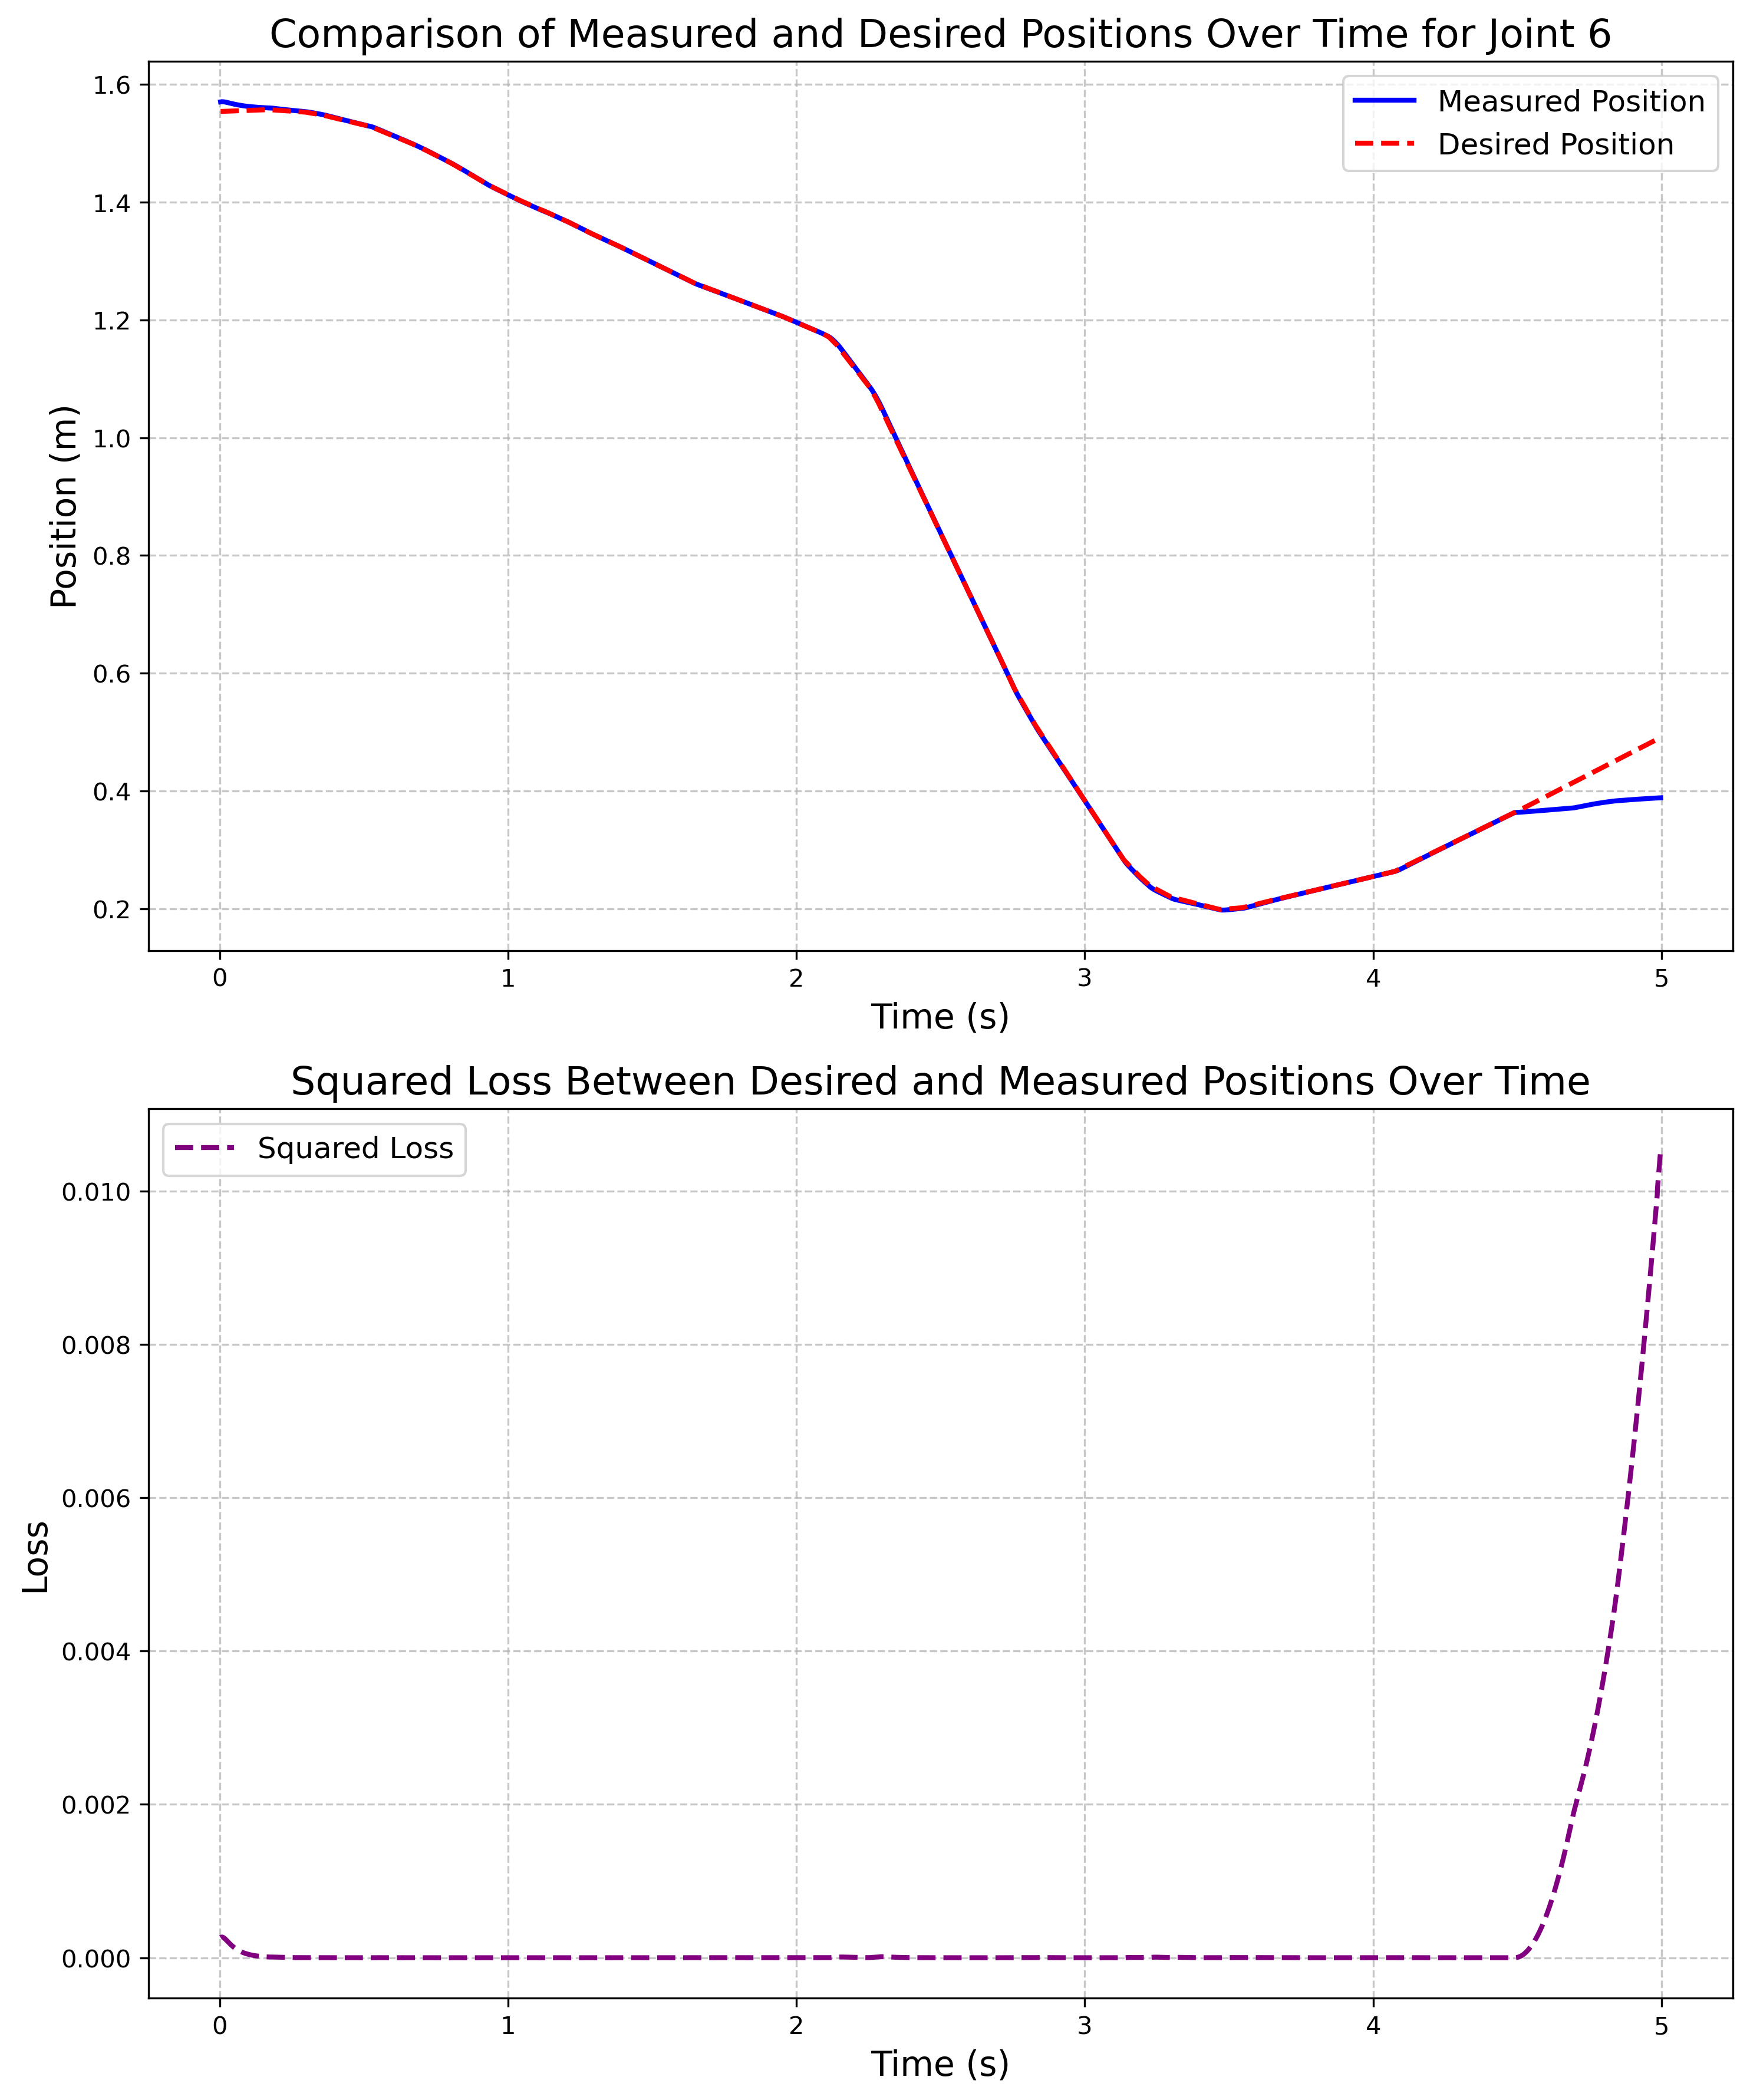 Comparison of Measured and Desired Positions Over Time for Joint 6
1.6
1.4
1.2
1.0
0.8
0.6
0.4
0.2
Position (m)
Measured Position
Desired Position
0 1 2 3 4 5
Time (s)
Squared Loss Between Desired and Measured Positions Over Time
Squared Loss
0.010
0.008
0.006
0.004
0.002
0.000
Loss
0 1 2 3 4 5
Time (s)